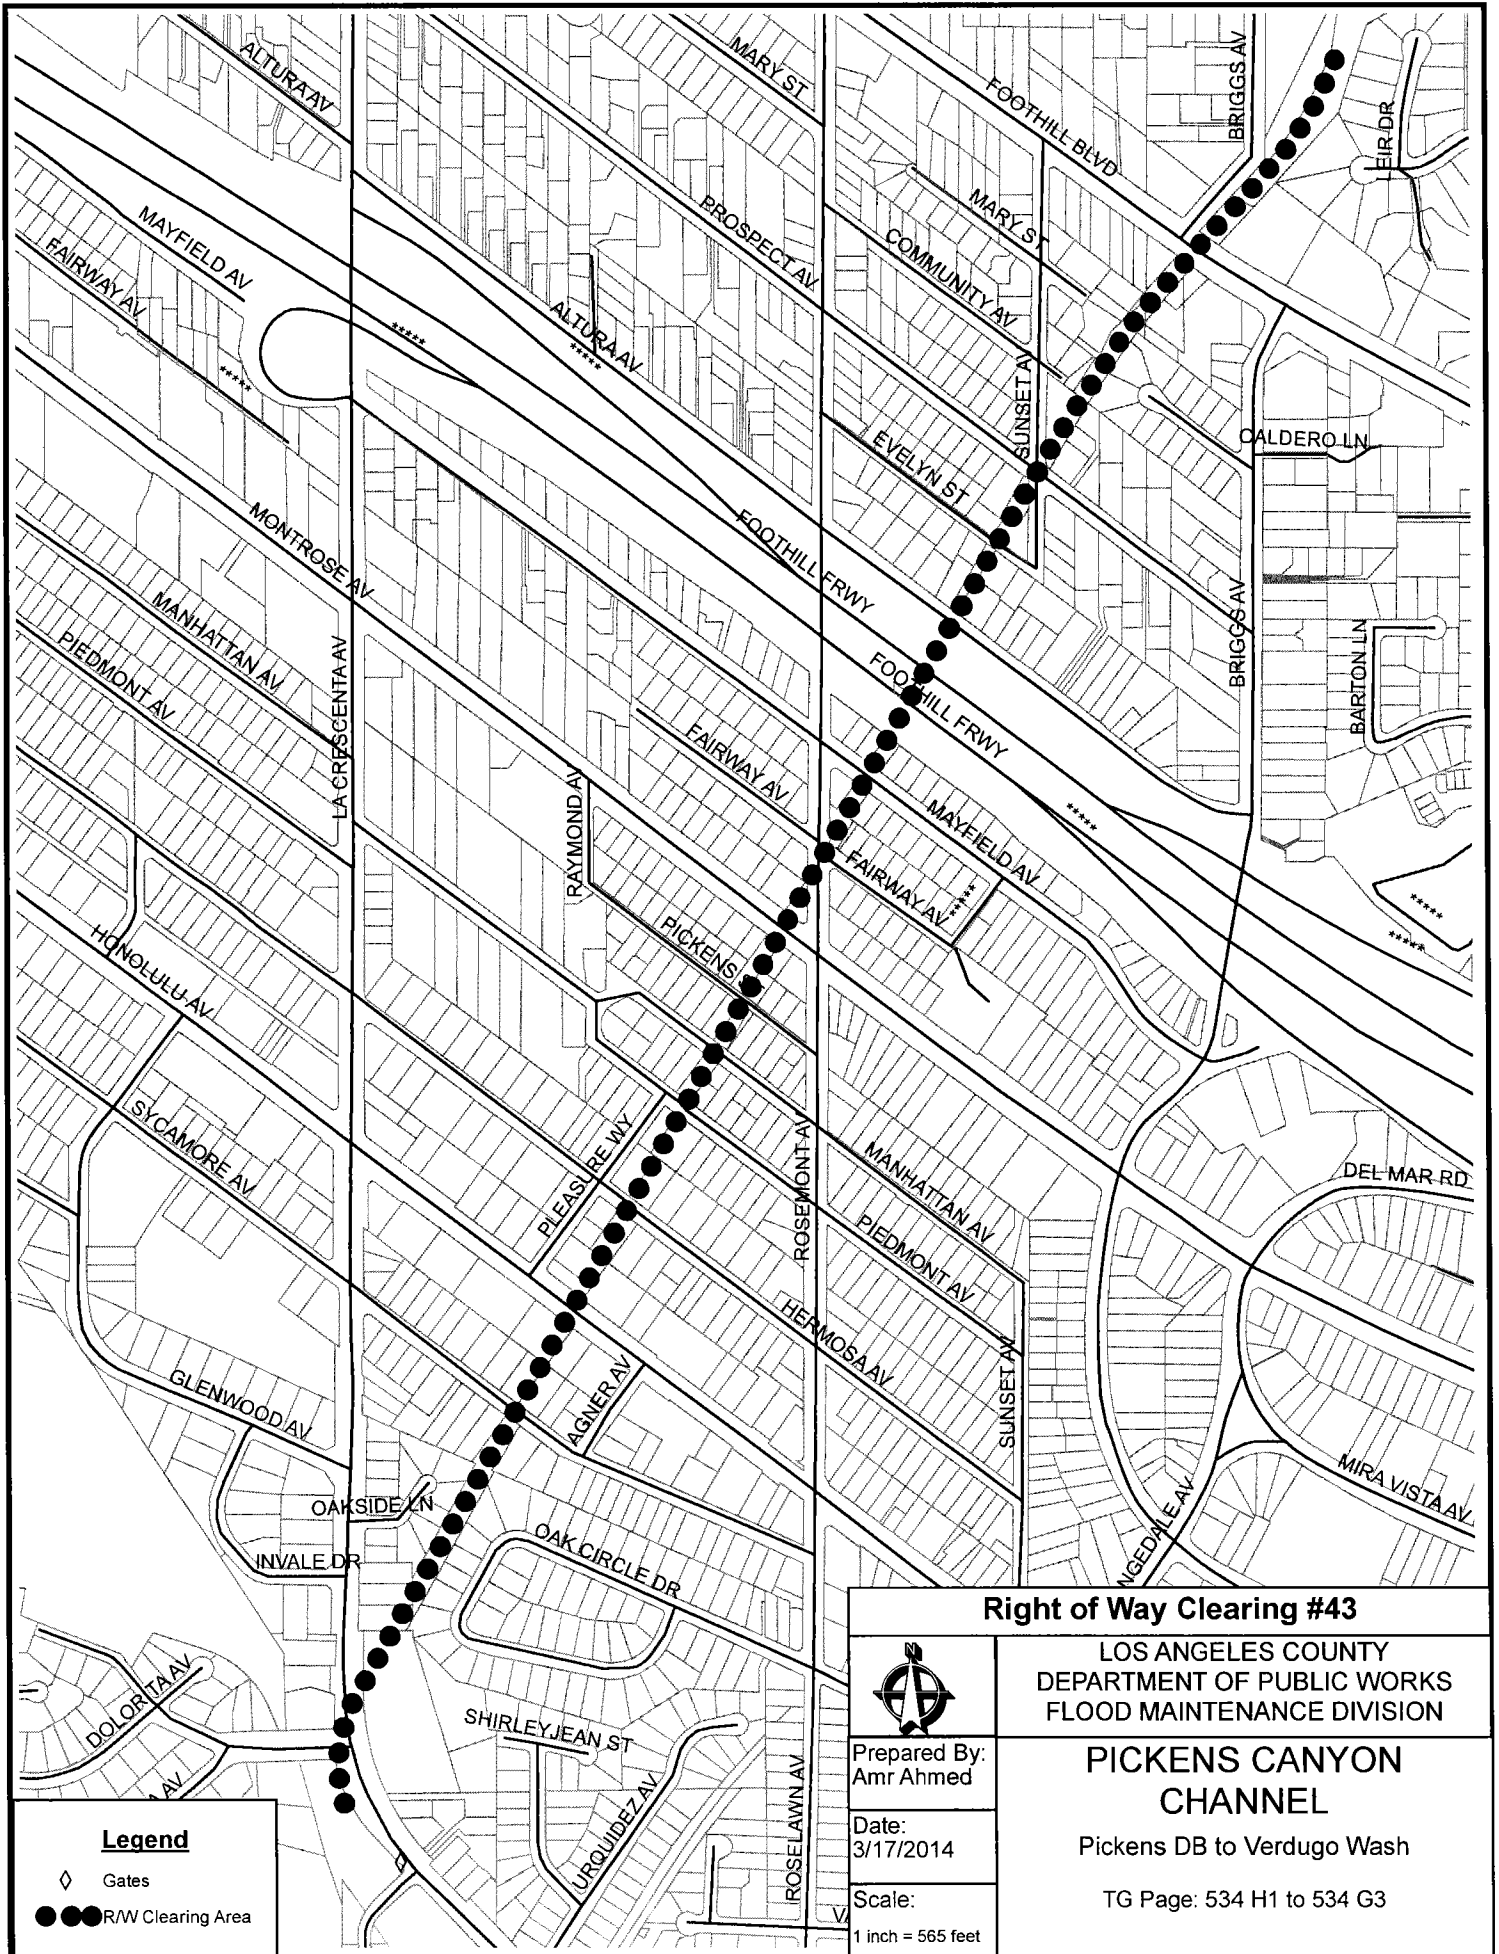 ALTURA AV
MARY ST
FOOTHILL BLVD
BRIGGS AV
EIR DR
MAYFIELD AV
FAIRWAY AV
PROSPECT AV
MARY ST
COMMUNITY AV
ALTURA AV
*****
*****
*****
SUNSET AV
EVELYN ST
CALDERO LN
MONTROSE AV
FOOTHILL FRWY
MANHATTAN AV
PIEDMONT AV
LA CRESCENTA AV
FOOTHILL FRWY
BRIGGS AV
BARTON LN
FAIRWAY AV
RAYMOND AV
MAYFIELD AV
*****
FAIRWAY AV
*****
*****
*****
PICKENS S
HONOLULU AV
SYCAMORE AV
PLEASURE WY
ROSEMONT AV
MANHATTAN AV
PIEDMONT AV
DEL MAR RD
HERMOSA AV
SUNSET AV
GLENWOOD AV
AGNER AV
MIRA VISTA AV
NGEDALE AV
OAKSIDE LN
INVALE DR
OAK CIRCLE DR
DOLORITA AV
A AV
SHIRLEYJEAN ST
URQUIDEZ AV
ROSELAWN AV
VA
Legend
Gates
R/W Clearing Area
Right of Way Clearing #43
N
LOS ANGELES COUNTY
DEPARTMENT OF PUBLIC WORKS
FLOOD MAINTENANCE DIVISION
Prepared By:
Amr Ahmed
PICKENS CANYON
CHANNEL
Date:
3/17/2014
Pickens DB to Verdugo Wash
Scale:
1 inch = 565 feet
TG Page: 534 H1 to 534 G3